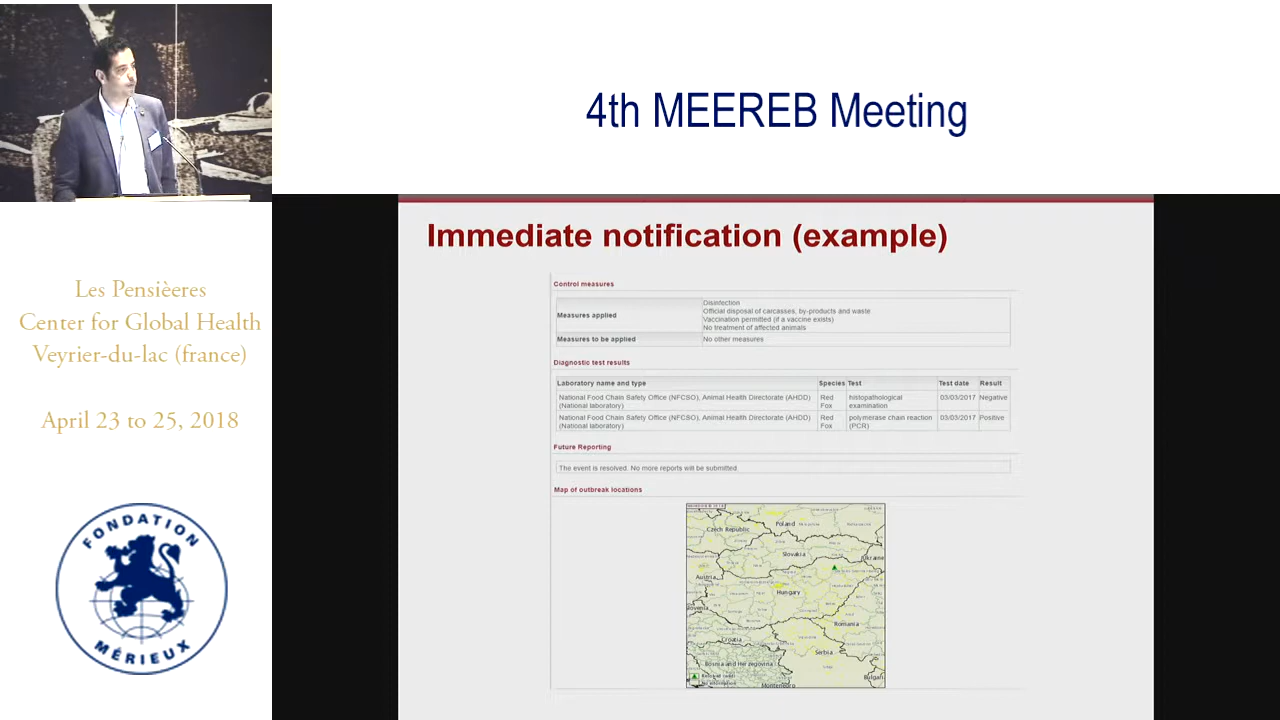 4th MEEREB Meeting
Les Pensièeres
Center for Global Health
Veyrier-du-lac (france)
April 23 to 25, 2018
FONDATION
MÉRIEUX
Immediate notification (example)
Control measures
Measures applied
Disinfection
Official disposal of carcasses, by-products and waste
Vaccination permitted (if a vaccine exists)
No treatment of affected animals
Measures to be applied No other measures
Diagnostic test results
Laboratory name and type Species Test Test date Result
National Food Chain Safety Office (NFCSO), Animal Health Directorate (AHDD)
(National laboratory)
Red
Fox
histopathological
examination
03/03/2017 Negative
National Food Chain Safety Office (NFCSO), Animal Health Directorate (AHDD)
(National laboratory)
Red
Fox
polymerase chain reaction
(PCR)
03/03/2017 Positive
Future Reporting
The event is resolved. No more reports will be submitted.
Map of outbreak locations
Poland
Czech Republic
Slovakia
Ukraine
Austria
Hungary
Slovenia
Romania
Croatia
Serbia
Bosnia and Herzegovina
Bulgari
Montenegro